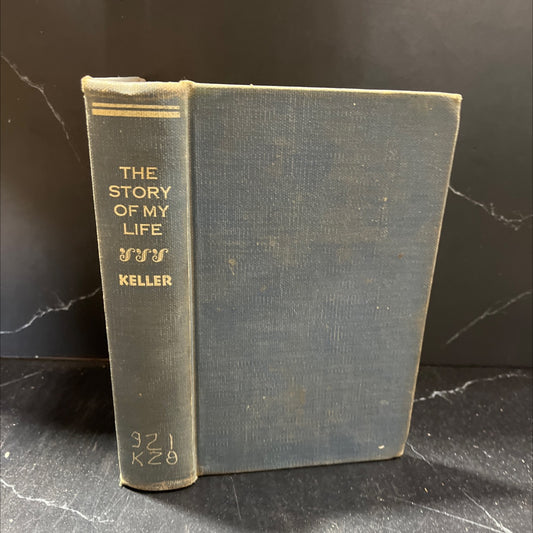 THE
STORY
OF MY
LIFE
KELLER
921
K28